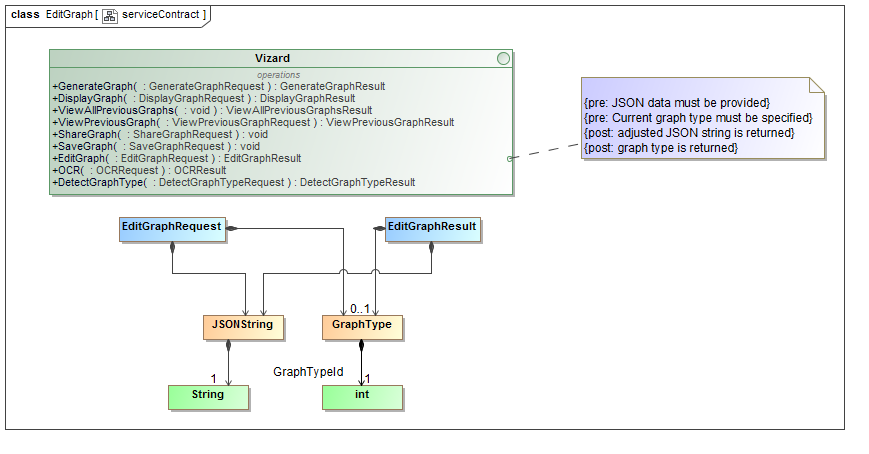 class EditGraph [ serviceContract ]
Vizard
operations
+GenerateGraph( : GenerateGraphRequest ) : GenerateGraphResult
+DisplayGraph( : DisplayGraphRequest ) : DisplayGraphResult
+ViewAllPreviousGraphs( : void ) : ViewAllPreviousGraphsResult
+ViewPreviousGraph( : ViewPreviousGraphRequest ) : ViewPreviousGraphResult
+ShareGraph( : ShareGraphRequest ) : void
+SaveGraph( : SaveGraphRequest ) : void
+EditGraph( : EditGraphRequest ) : EditGraphResult
+OCR( : OCRRequest ) : OCRResult
+DetectGraphType( : DetectGraphTypeRequest ) : DetectGraphTypeResult
{pre: JSON data must be provided}
{pre: Current graph type must be specified}
{post: adjusted JSON string is returned}
{post: graph type is returned}
EditGraphRequest
EditGraphResult
0..1
JSONString
GraphType
GraphTypeId
1
1
String
int